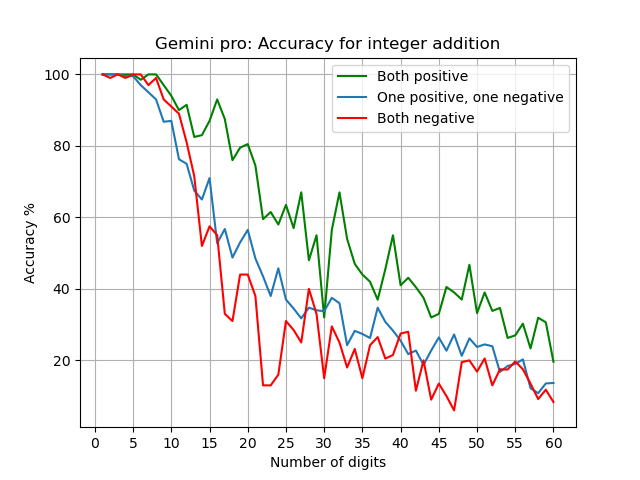 Gemini pro: Accuracy for integer addition
Both positive
One positive, one negative
Both negative
Accuracy %
100
80
60
40
20
0 5 10 15 20 25 30 35 40 45 50 55 60
Number of digits